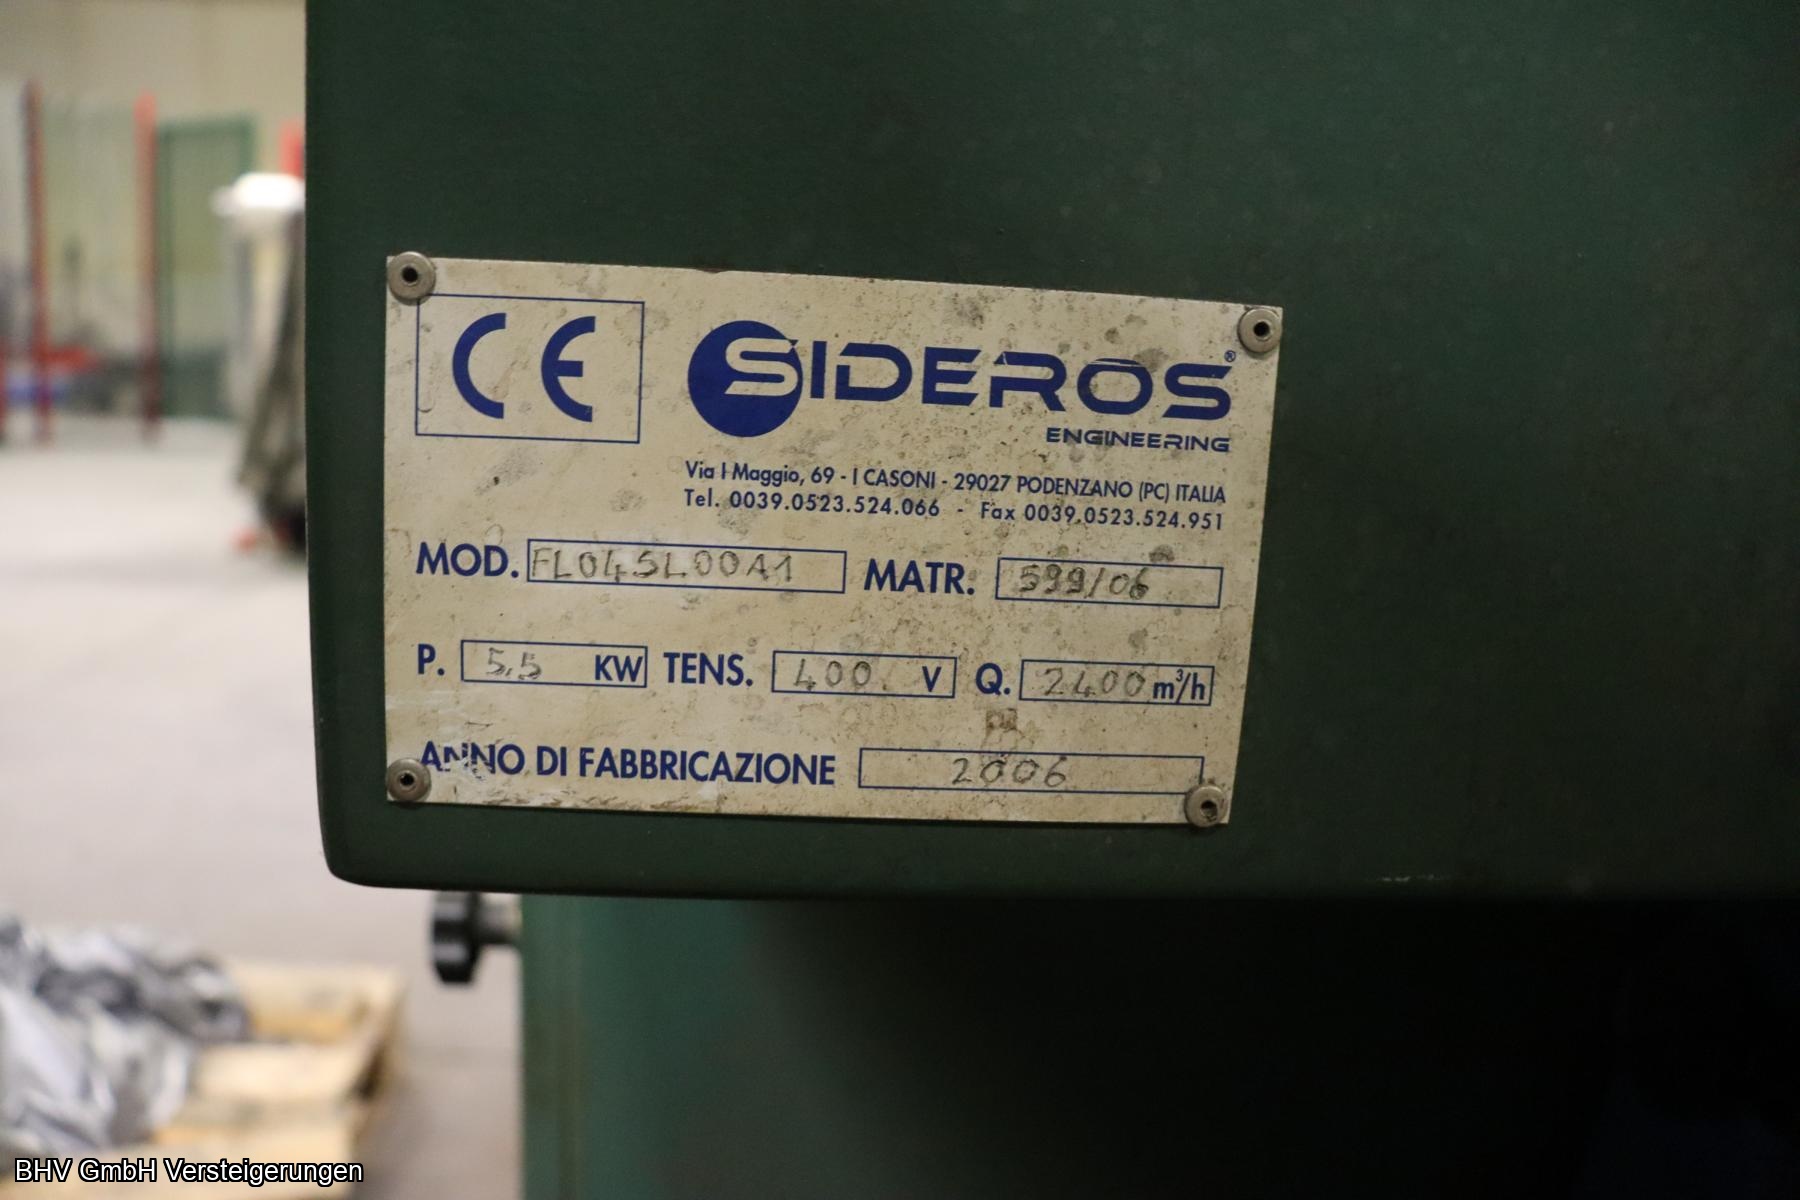 CE
SIDEROS®
ENGINEERING
Via I Maggio, 69 - I CASONI - 29027 PODENZANO (PC) ITALIA
Tel. 0039.0523.524.066 - Fax 0039.0523.524.951
MOD. FL045L00A1 MATR. 599/06
P. 5,5 KW TENS. 400 V Q. 2400 m³/h
ANNO DI FABBRICAZIONE 2006
BHV GmbH Versteigerungen